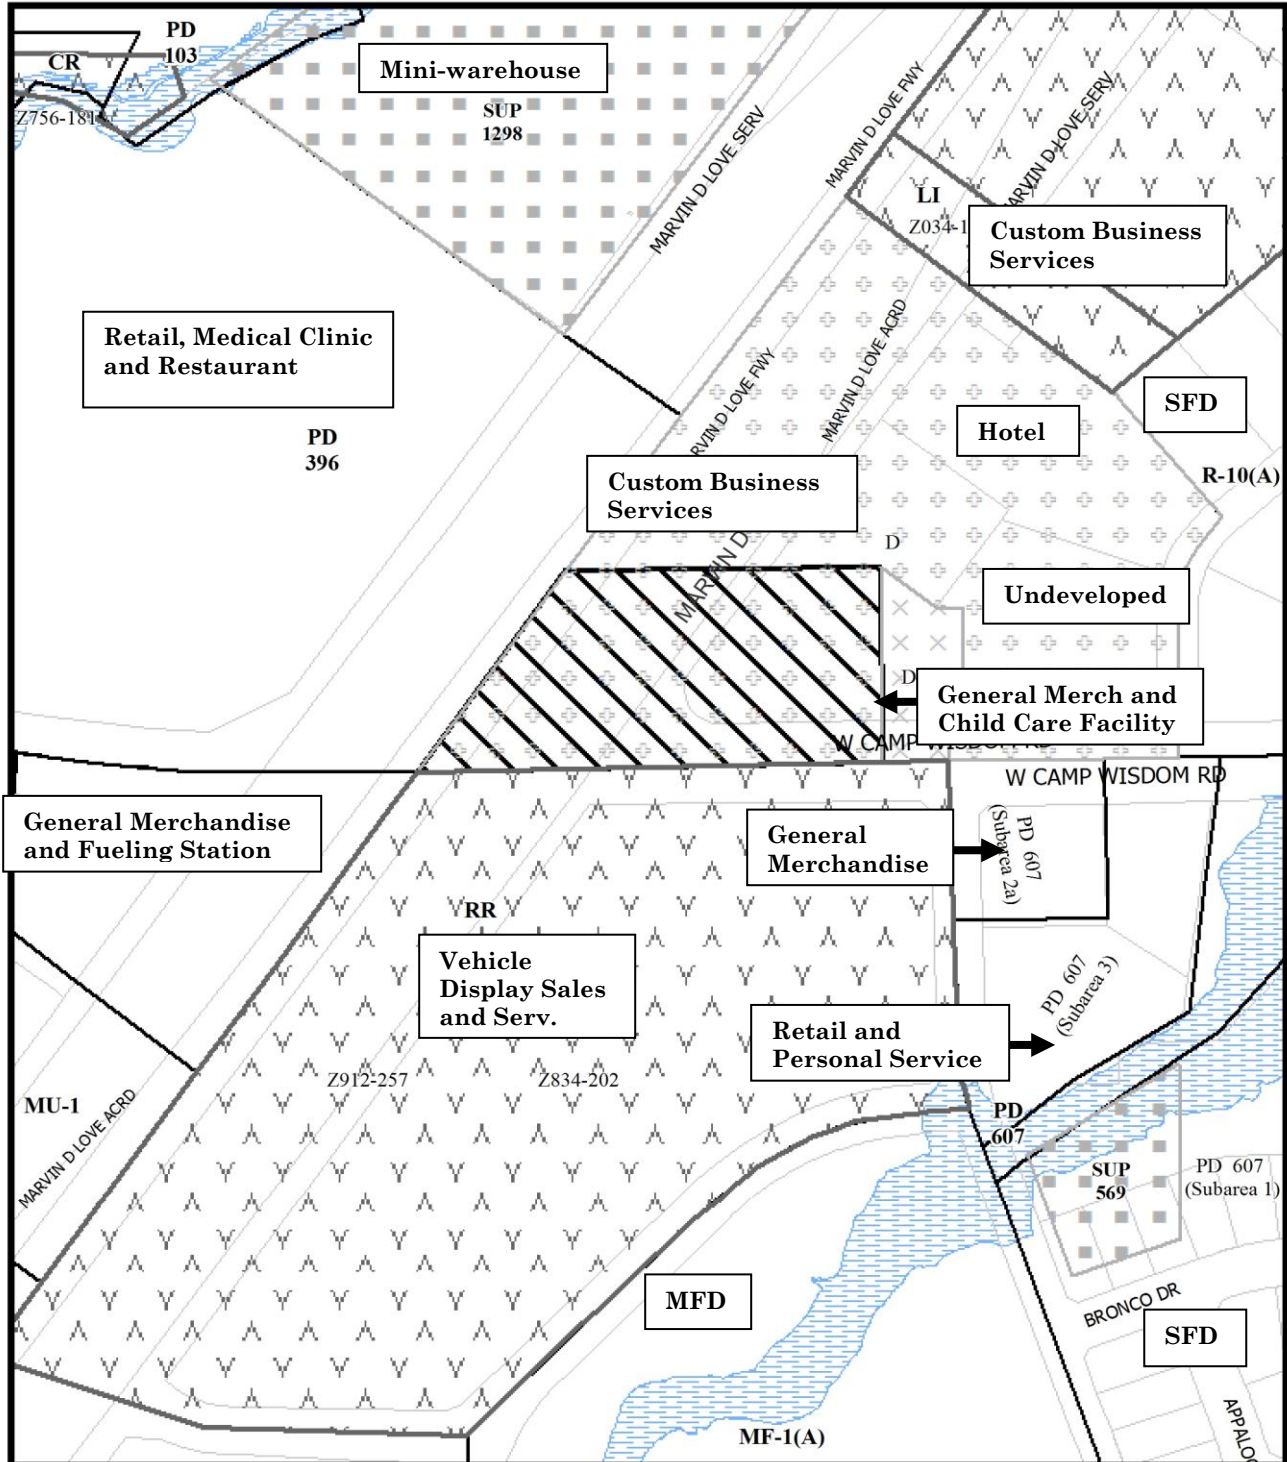 PD
103
CR
Z756-181
Mini-warehouse
SUP
1298
MARVIN D LOVE SERV
MARVIN D LOVE FWY
MARVIN D LOVE SERV
LI
Z034-1
Custom Business
Services
Retail, Medical Clinic
and Restaurant
PD
396
RVIN D LOVE FWY
MARVIN D LOVE ACRD
SFD
Hotel
R-10(A)
Custom Business
Services
D
MARVIN D
Undeveloped
D
General Merch and
Child Care Facility
W CAMP WISDOM RD
W CAMP WISDOM RD
General Merchandise
and Fueling Station
General
Merchandise
PD 607
(Subarea 2a)
RR
Vehicle
Display Sales
and Serv.
PD 607
(Subarea 3)
Retail and
Personal Service
Z912-257
Z834-202
MU-1
MARVIN D LOVE ACRD
PD
607
SUP
569
PD 607
(Subarea 1)
MFD
BRONCO DR
SFD
MF-1(A)
APPALO